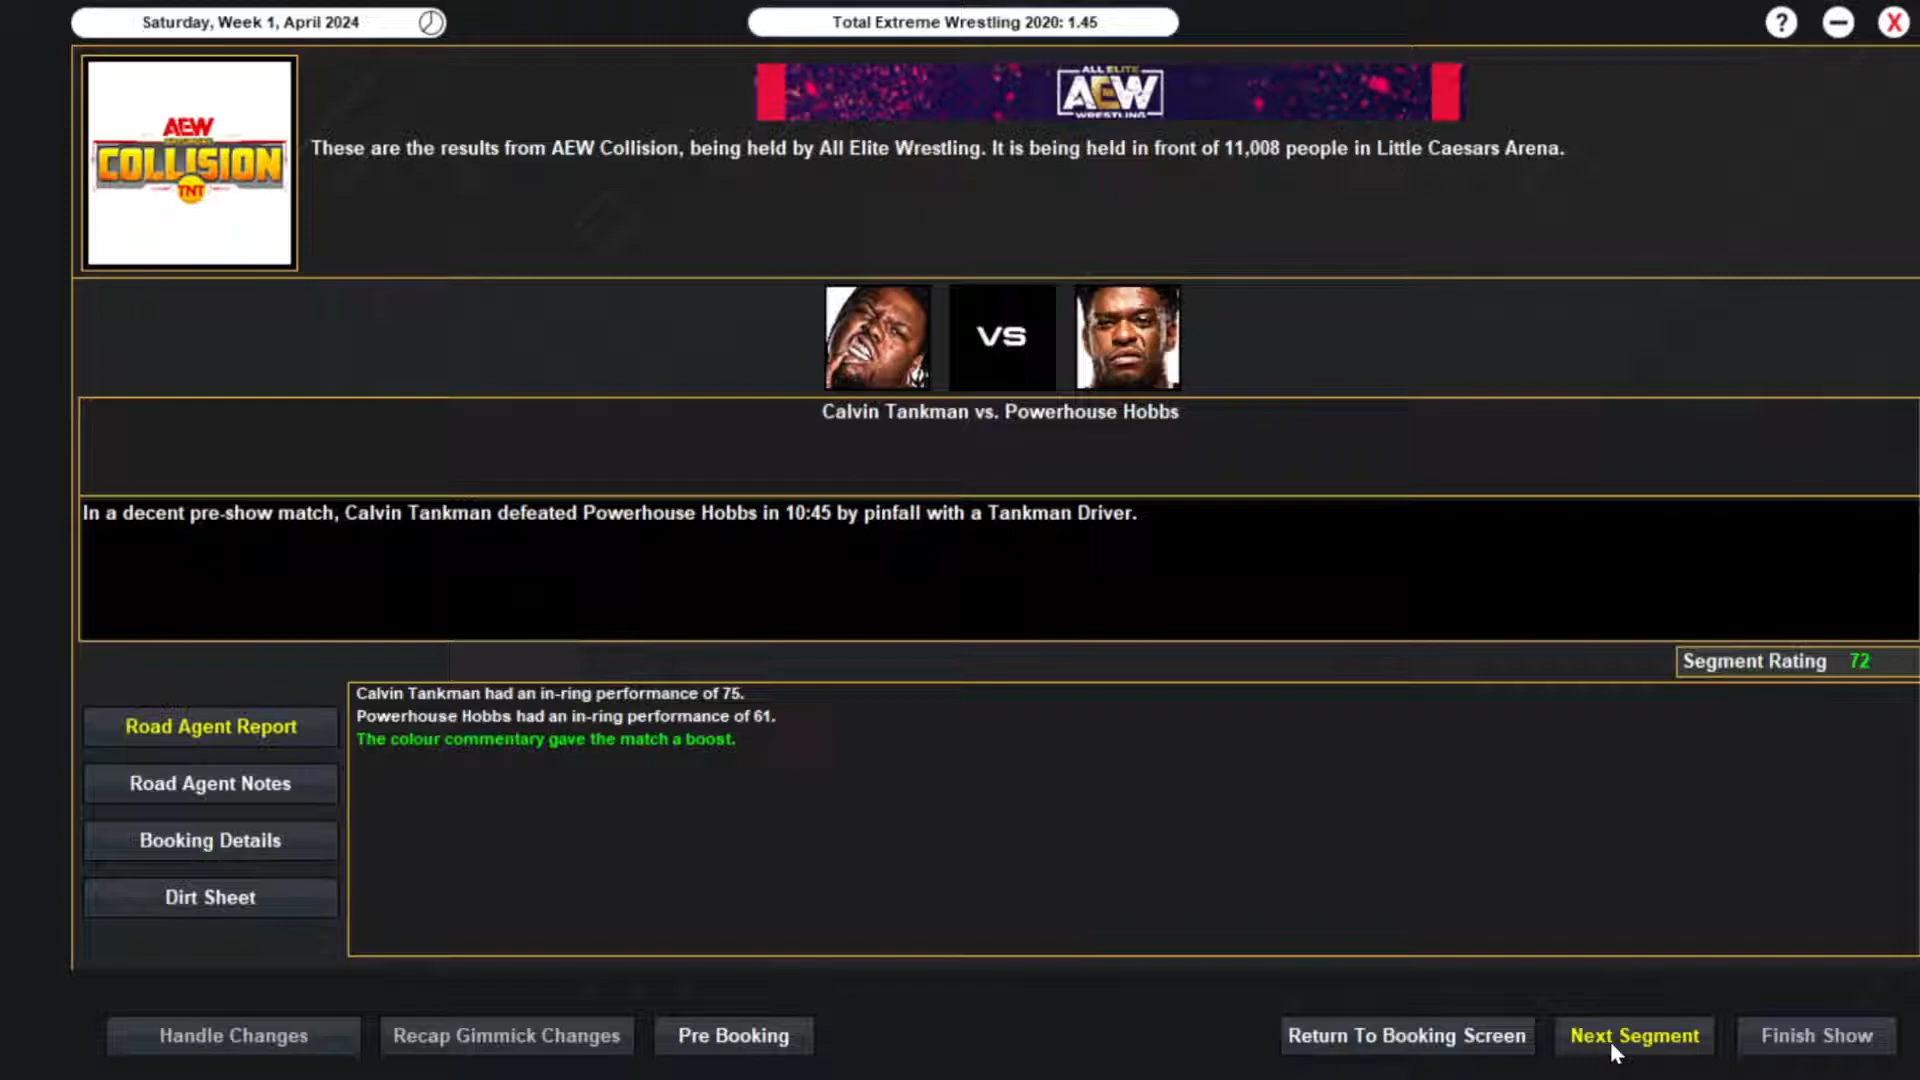 Saturday, Week 1, April 2024
Total Extreme Wrestling 2020: 1.45
?
X
ALL ELITE
AEW
WRESTLING
AEW
COLLISION
TNT
These are the results from AEW Collision, being held by All Elite Wrestling. It is being held in front of 11,008 people in Little Caesars Arena.
VS
Calvin Tankman vs. Powerhouse Hobbs
In a decent pre-show match, Calvin Tankman defeated Powerhouse Hobbs in 10:45 by pinfall with a Tankman Driver.
Segment Rating 72
Road Agent Report
Road Agent Notes
Booking Details
Dirt Sheet
Calvin Tankman had an in-ring performance of 75.
Powerhouse Hobbs had an in-ring performance of 61.
The colour commentary gave the match a boost.
Handle Changes
Recap Gimmick Changes
Pre Booking
Return To Booking Screen
Next Segment
Finish Show